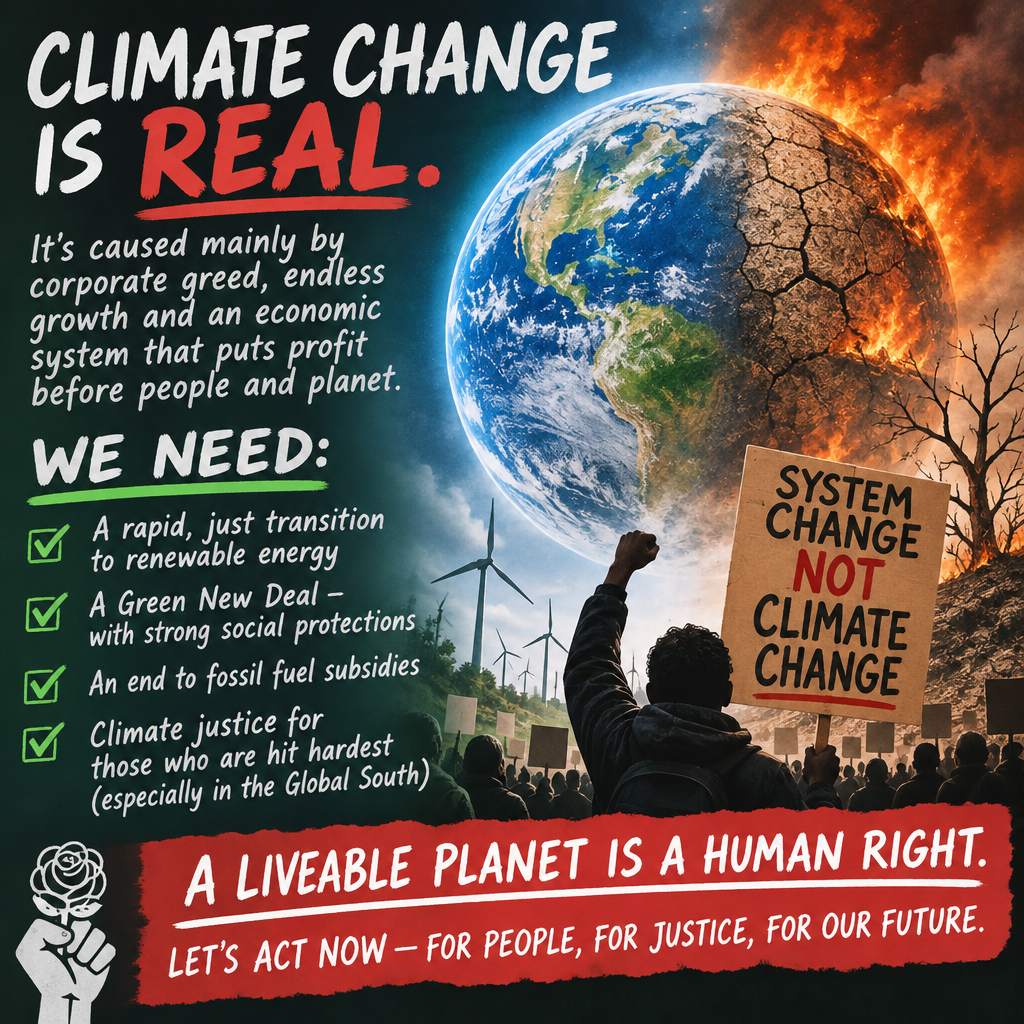 CLIMATE CHANGE
IS REAL.
It's caused mainly by
corporate greed, endless
growth and an economic
system that puts profit
before people and planet.
WE NEED:
A rapid, just transition
to renewable energy
A Green New Deal –
with strong social protections
An end to fossil fuel subsidies
Climate justice for
those who are hit hardest
(especially in the Global South)
SYSTEM
CHANGE
NOT
CLIMATE
CHANGE
A LIVEABLE PLANET IS A HUMAN RIGHT.
LET'S ACT NOW – FOR PEOPLE, FOR JUSTICE, FOR OUR FUTURE.